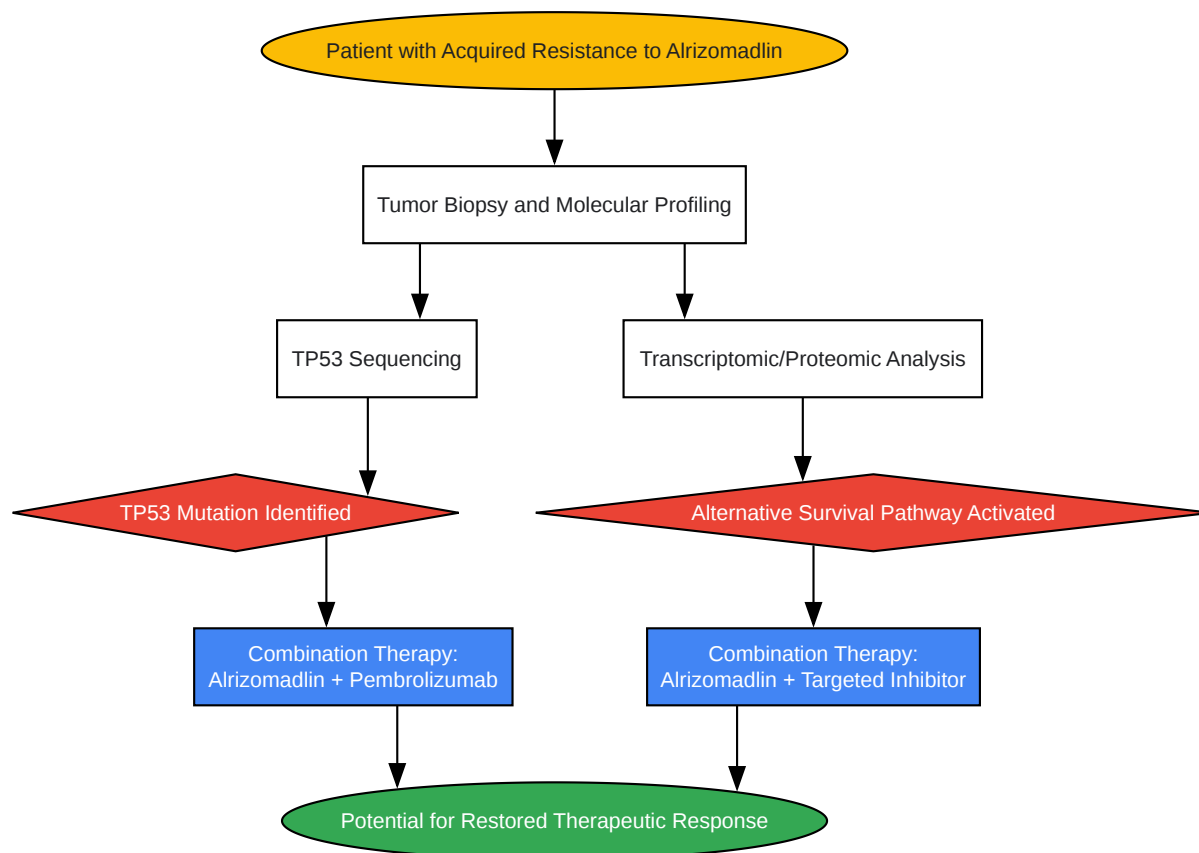 Patient with Acquired Resistance to Alrizomadlin
Tumor Biopsy and Molecular Profiling
TP53 Sequencing
Transcriptomic/Proteomic Analysis
TP53 Mutation Identified
Alternative Survival Pathway Activated
Combination Therapy:
Alrizomadlin + Pembrolizumab
Combination Therapy:
Alrizomadlin + Targeted Inhibitor
Potential for Restored Therapeutic Response